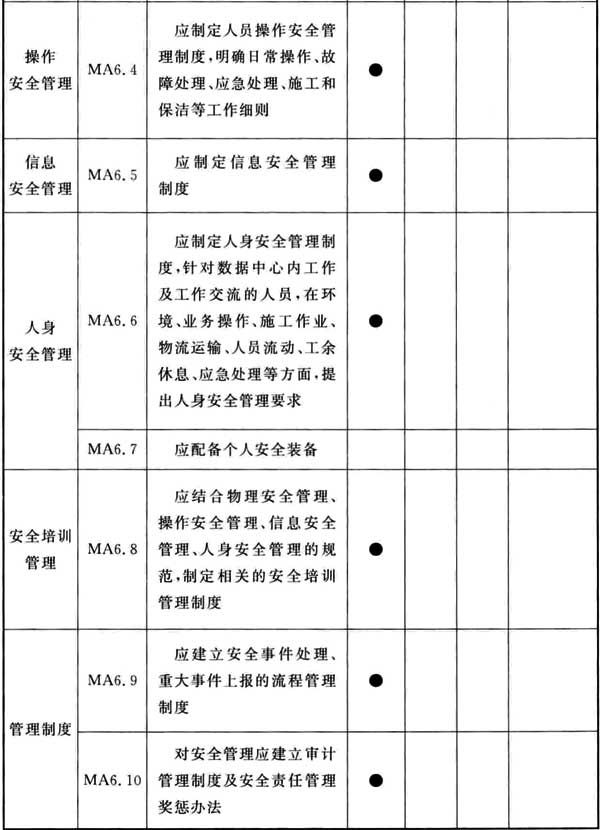 操作
安全管理
MA6.4
应制定人员操作安全管
理制度,明确日常操作、故
障处理、应急处理、施工和
保洁等工作细则
●
信息
安全管理
MA6.5
应制定信息安全管理
制度
●
人身
安全管理
MA6.6
应制定人身安全管理制
度,针对数据中心内工作
及工作交流的人员,在环
境、业务操作、施工作业、
物流运输、人员流动、工余
休息、应急处理等方面,提
出人身安全管理要求
●
MA6.7
应配备个人安全装备
安全培训
管理
MA6.8
应结合物理安全管理、
操作安全管理、信息安全
管理、人身安全管理的规
范,制定相关的安全培训
管理制度
●
管理制度
MA6.9
应建立安全事件处理、
重大事件上报的流程管理
制度
●
MA6.10
对安全管理应建立审计
管理制度及安全责任管理
奖惩办法
●